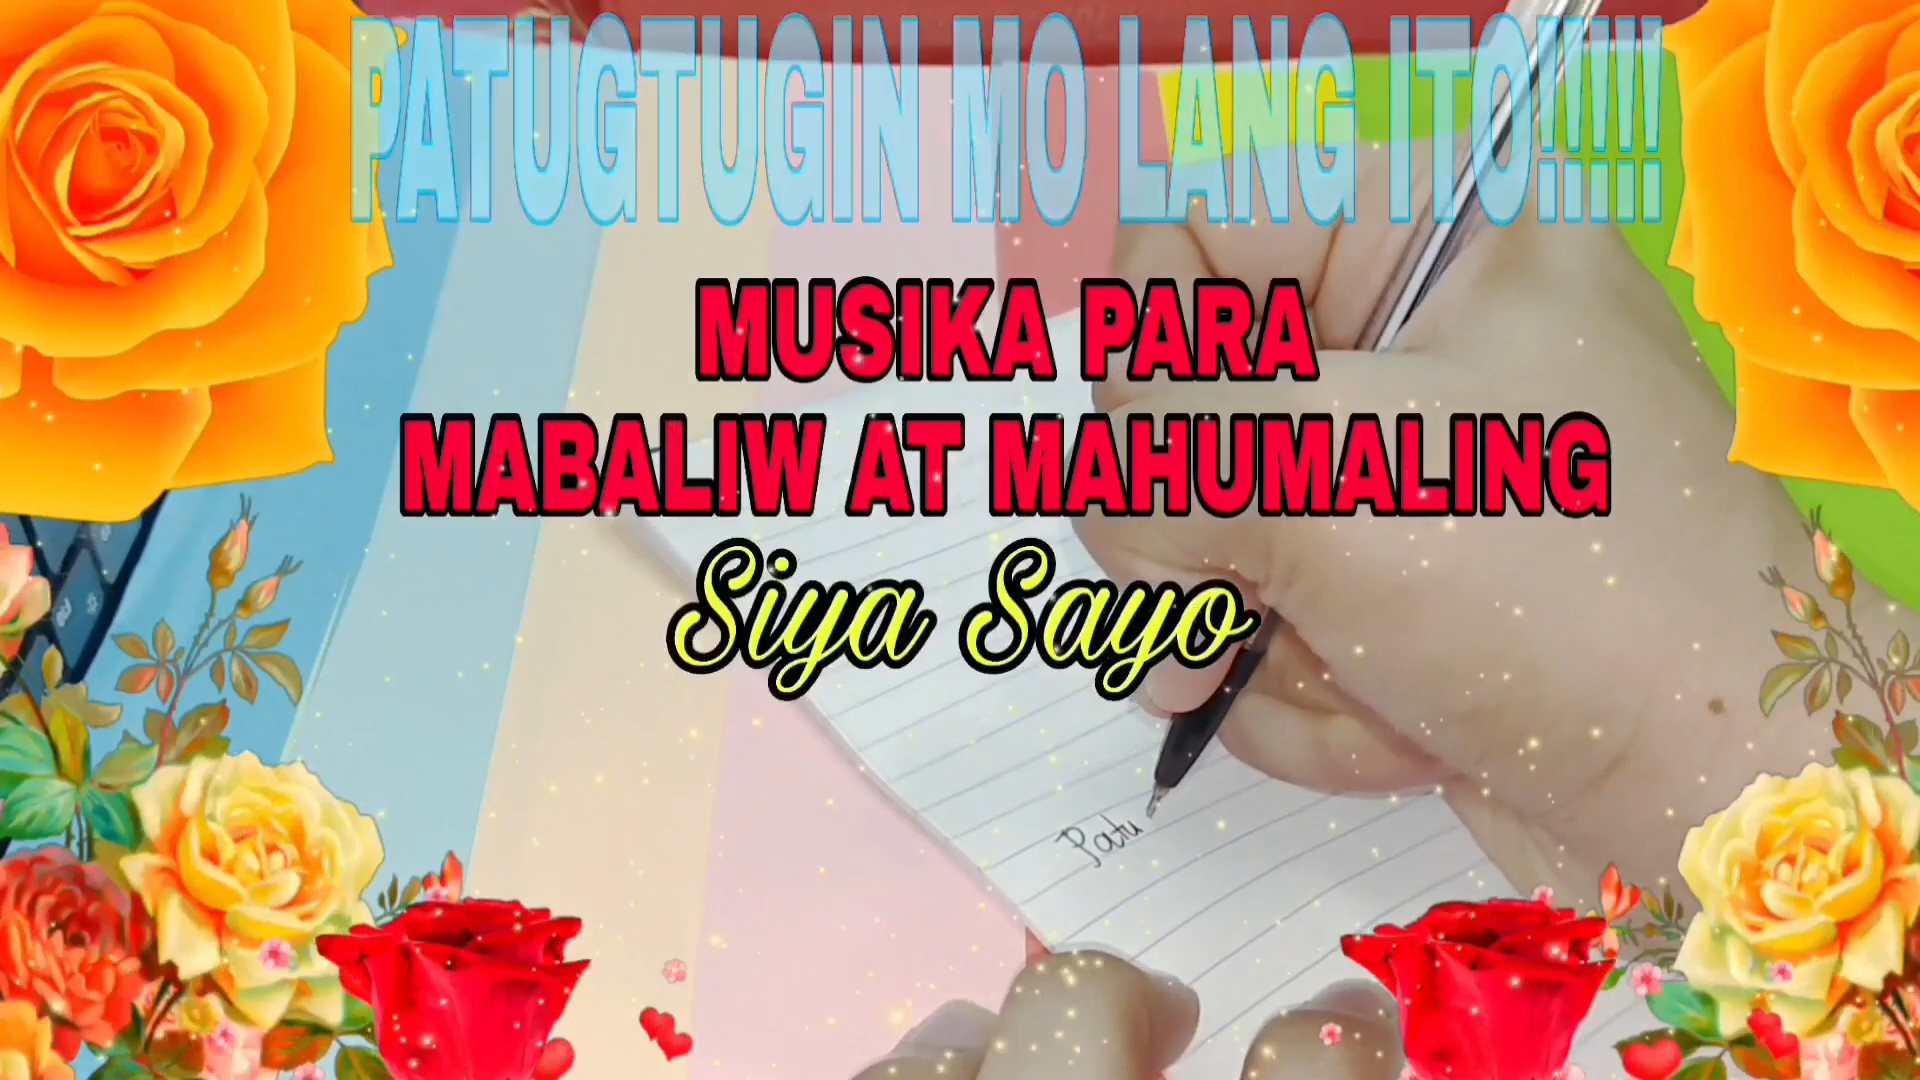 PATUGTUGIN MO LANG ITO!!!!!
MUSIKA PARA
MABALIW AT MAHUMALING
Siya Sayo
Patu